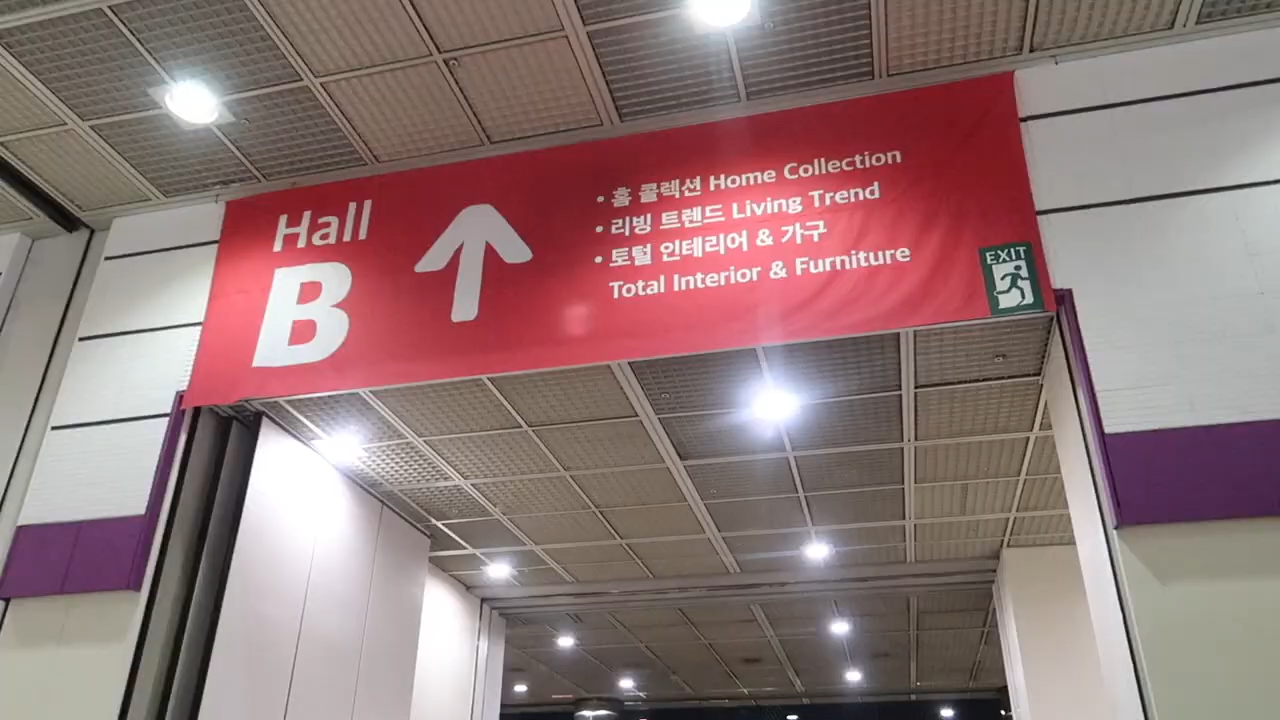 Hall
B
• 홈 콜렉션 Home Collection
• 리빙 트렌드 Living Trend
• 토털 인테리어 & 가구
Total Interior & Furniture
EXIT